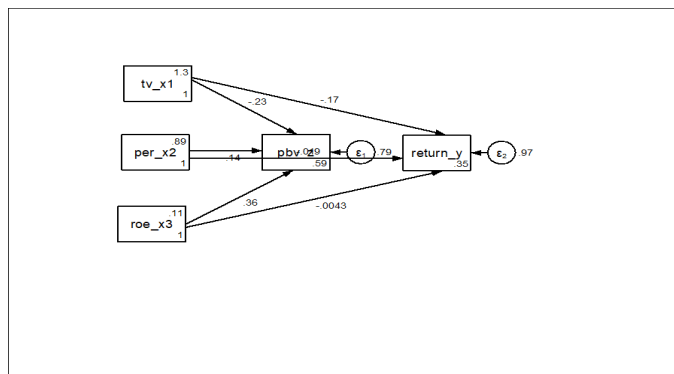 1.3
tv_x1
1
-.23
-.17
.89
per_x2
1
.14
pbv_z
.59
ε1
.79
return_y
.35
ε2
.97
.11
roe_x3
1
.36
-.0043